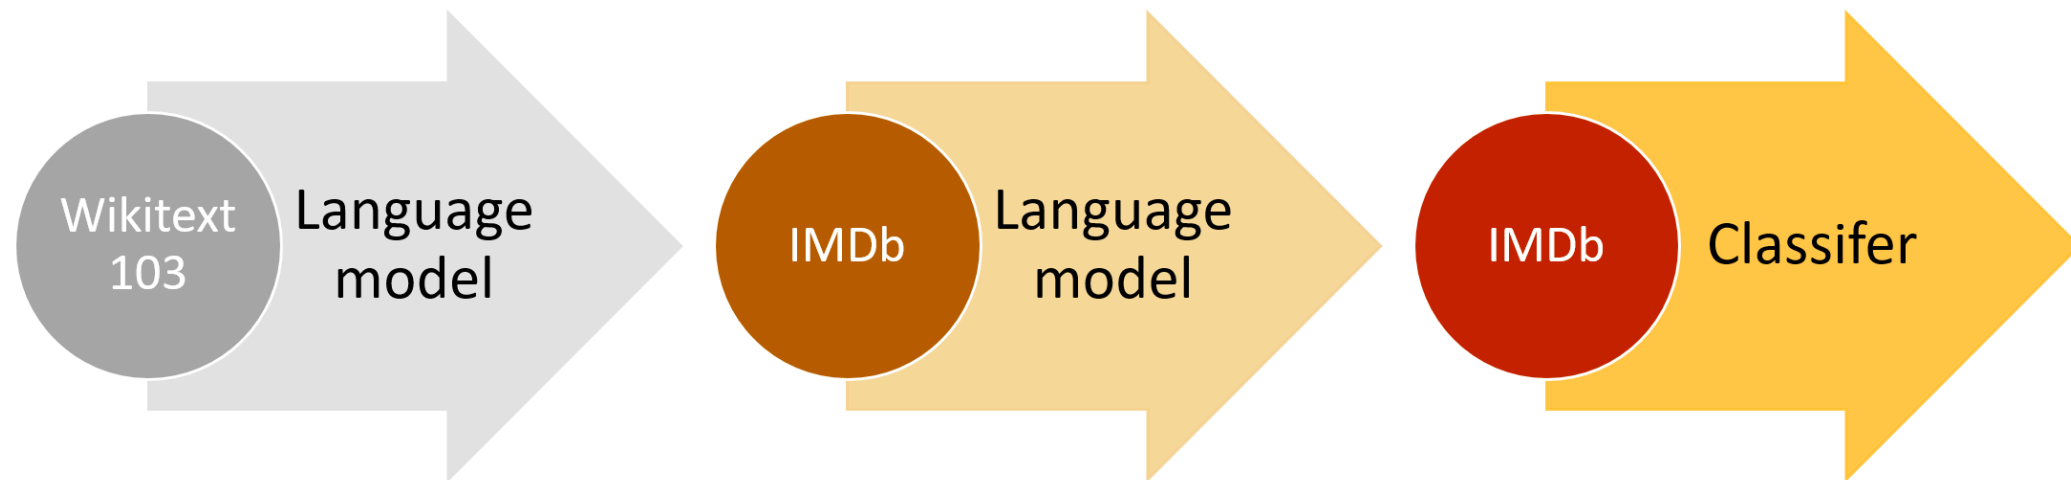 Wikitext
103
Language
model
IMDb
Language
model
IMDb
Classifer